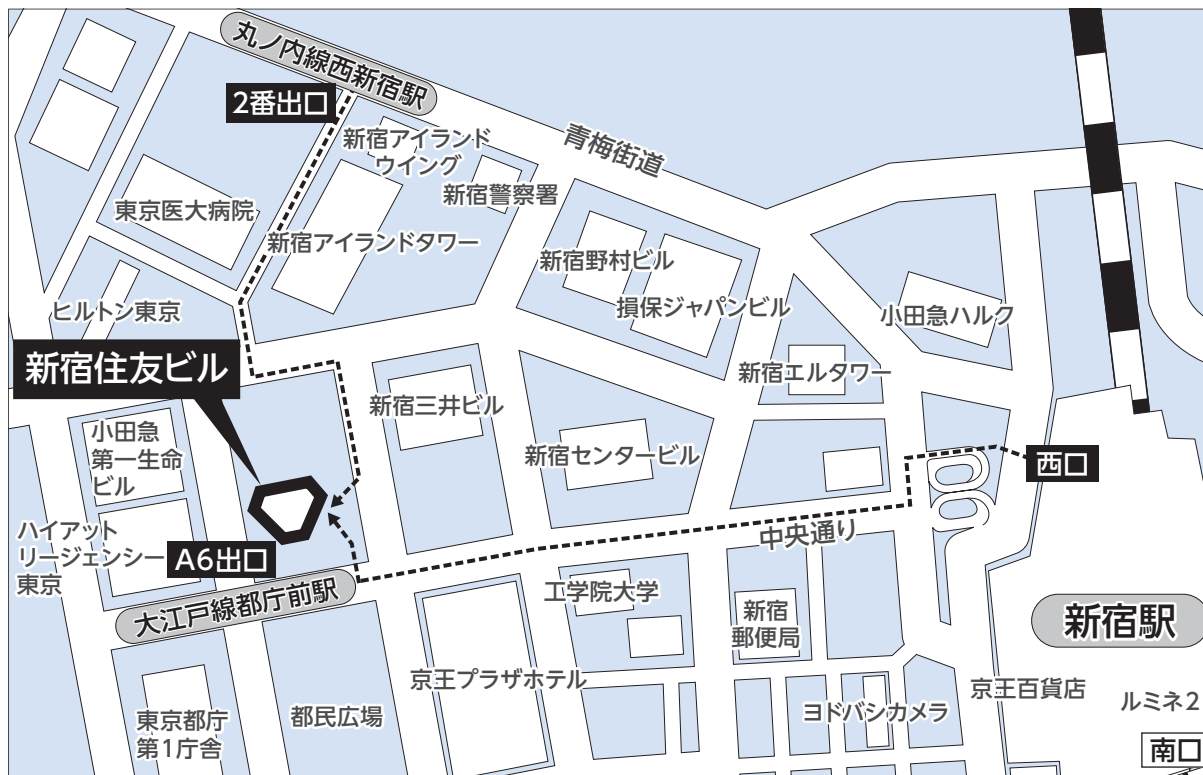 丸ノ内線西新宿駅
2番出口
新宿アイランド
ウイング
青梅街道
新宿警察署
東京医大病院
新宿アイランドタワー
新宿野村ビル
損保ジャパンビル
ヒルトン東京
小田急ハルク
新宿住友ビル
新宿エルタワー
新宿三井ビル
小田急
第一生命
ビル
新宿センタービル
西口
ハイアット
リージェンシー
東京
A6出口
中央通り
大江戸線都庁前駅
工学院大学
新宿
郵便局
新宿駅
京王プラザホテル
京王百貨店
ルミネ2
ヨドバシカメラ
東京都庁
第1庁舎
都民広場
南口